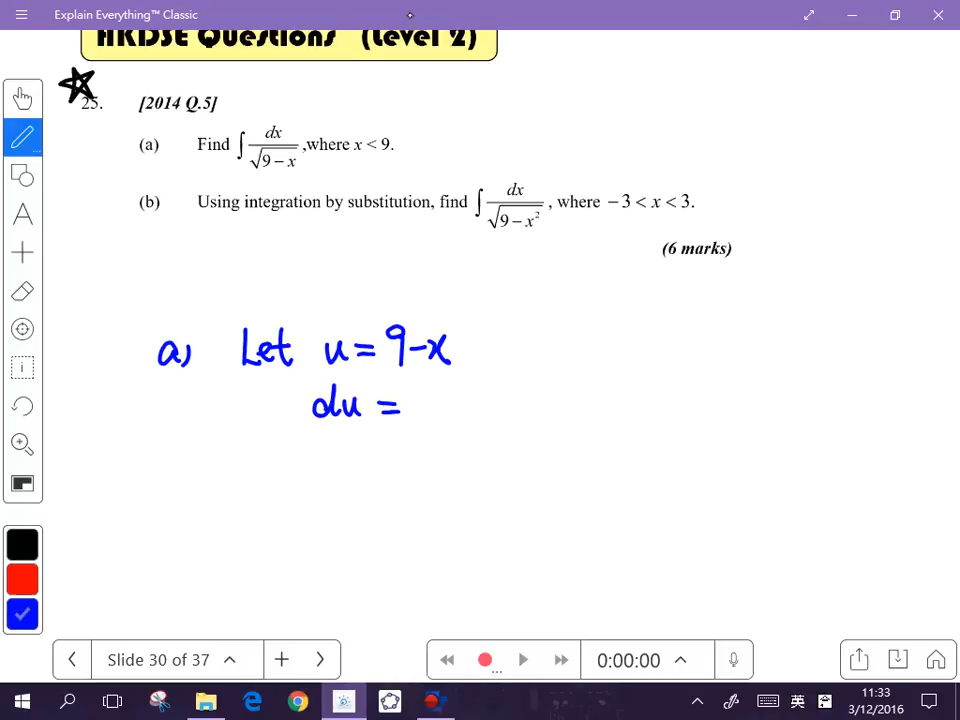 Explain Everything™ Classic
HKDSE Questions (Level 2)
25. [2014 Q.5]
(a) Find ∫ dx/√(9 − x) ,where x < 9.
(b) Using integration by substitution, find ∫ dx/√(9 − x²) , where −3 < x < 3.
(6 marks)
a) Let u = 9−x
du =
Slide 30 of 37
0:00:00
英
11:33
3/12/2016